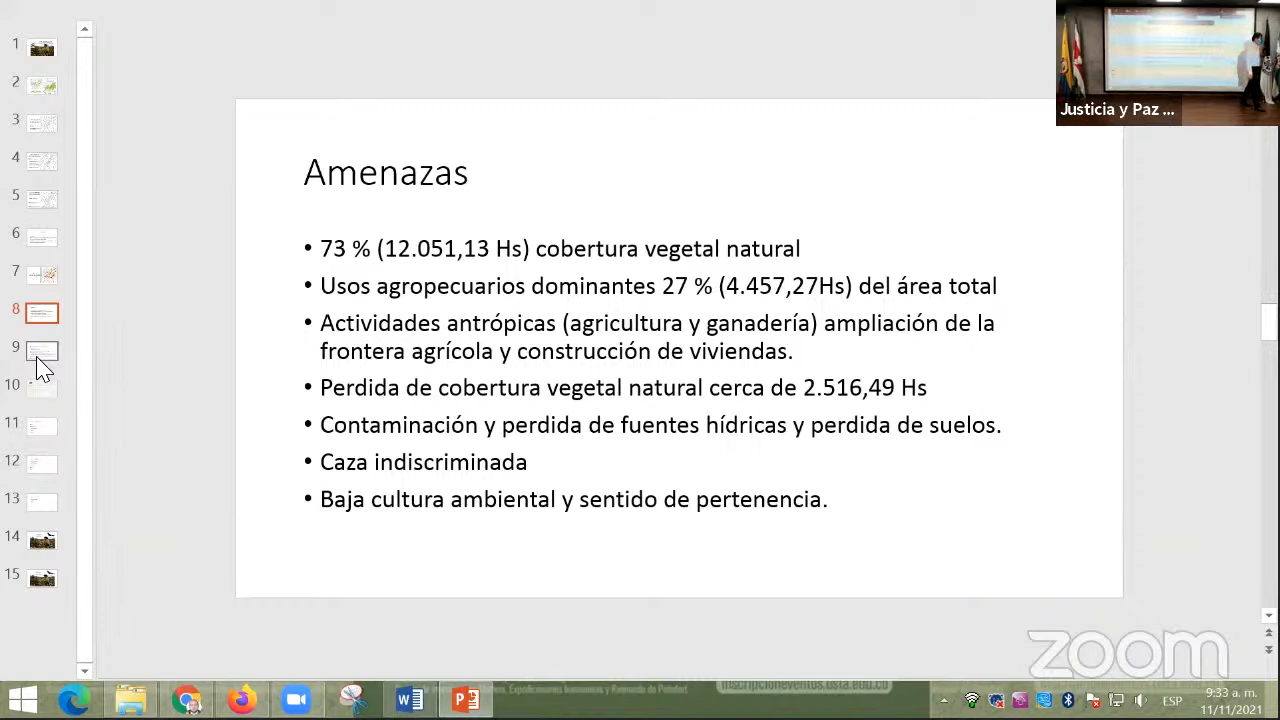 1
2
4
5
6
7
8
9
10
11
12
13
14
15
Justicia y Paz ...
Amenazas
• 73 % (12.051,13 Hs) cobertura vegetal natural
• Usos agropecuarios dominantes 27 % (4.457,27Hs) del área total
• Actividades antrópicas (agricultura y ganadería) ampliación de la
frontera agrícola y construcción de viviendas.
• Perdida de cobertura vegetal natural cerca de 2.516,49 Hs
• Contaminación y perdida de fuentes hídricas y perdida de suelos.
• Caza indiscriminada
• Baja cultura ambiental y sentido de pertenencia.
zoom
inscripcioneventos.usta.edu.co
ESP
9:33 a. m.
11/11/2021